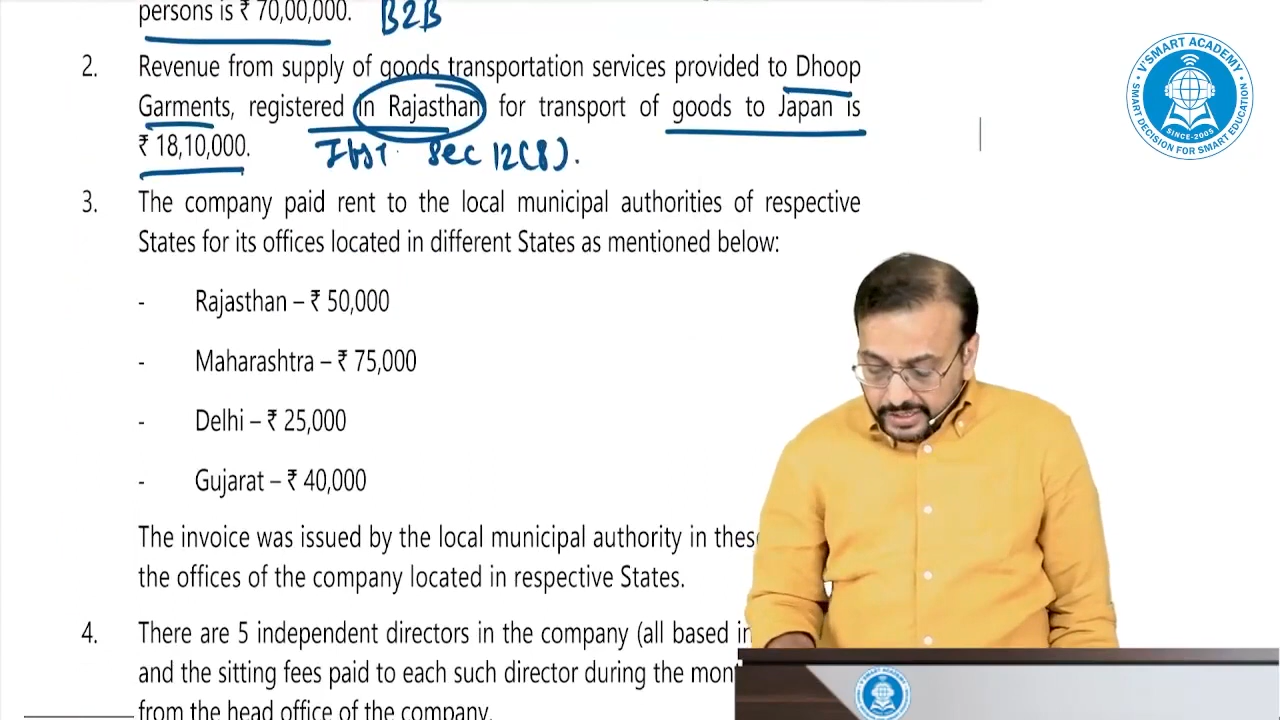 persons is ₹ 70,00,000. B2B
2. Revenue from supply of goods transportation services provided to Dhoop
Garments, registered in Rajasthan for transport of goods to Japan is
₹ 18,10,000. IGST Sec 12(8).
3. The company paid rent to the local municipal authorities of respective
States for its offices located in different States as mentioned below:
- Rajasthan – ₹ 50,000
- Maharashtra – ₹ 75,000
- Delhi – ₹ 25,000
- Gujarat – ₹ 40,000
The invoice was issued by the local municipal authority in these
the offices of the company located in respective States.
4. There are 5 independent directors in the company (all based in
and the sitting fees paid to each such director during the
from the head office of the company.
V'SMART ACADEMY
SMART DECISION FOR SMART EDUCATION
SINCE-2005